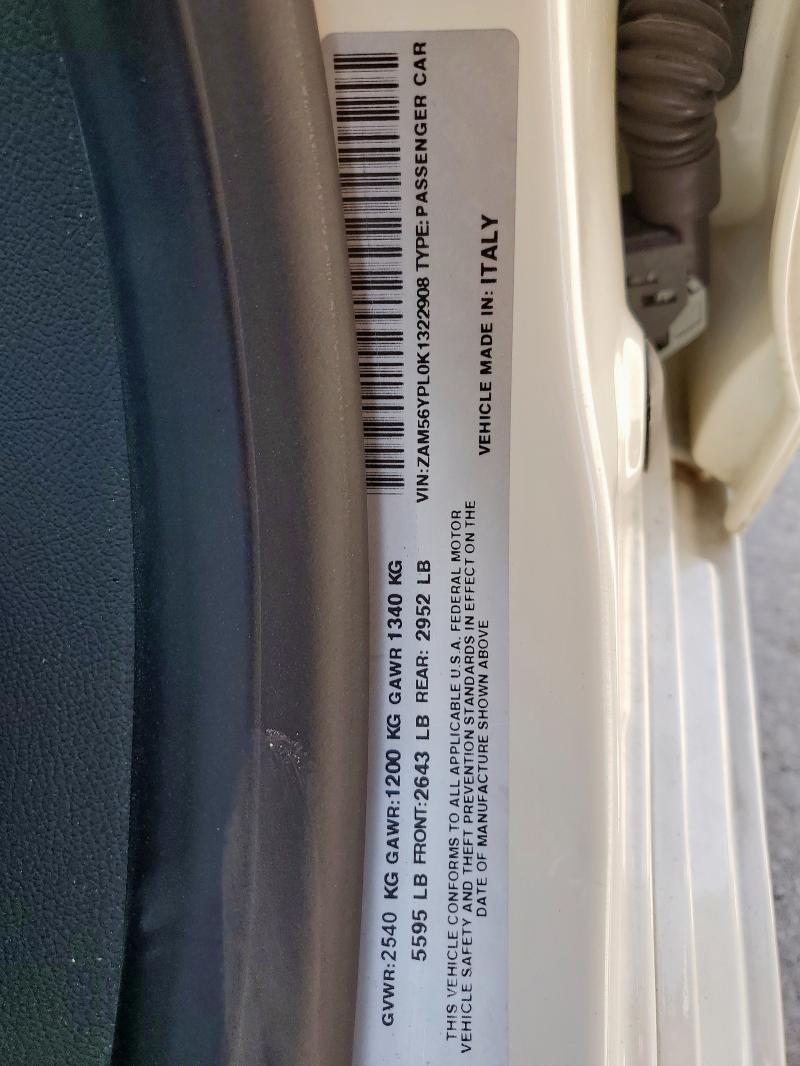 GVWR:2540 KG GAWR:1200 KG GAWR 1340 KG
5595 LB FRONT:2643 LB REAR: 2952 LB
VIN:ZAM56YPL0K1322908 TYPE:PASSENGER CAR
THIS VEHICLE CONFORMS TO ALL APPLICABLE U.S.A. FEDERAL MOTOR
VEHICLE SAFETY AND THEFT PREVENTION STANDARDS IN EFFECT ON THE
DATE OF MANUFACTURE SHOWN ABOVE
VEHICLE MADE IN: ITALY